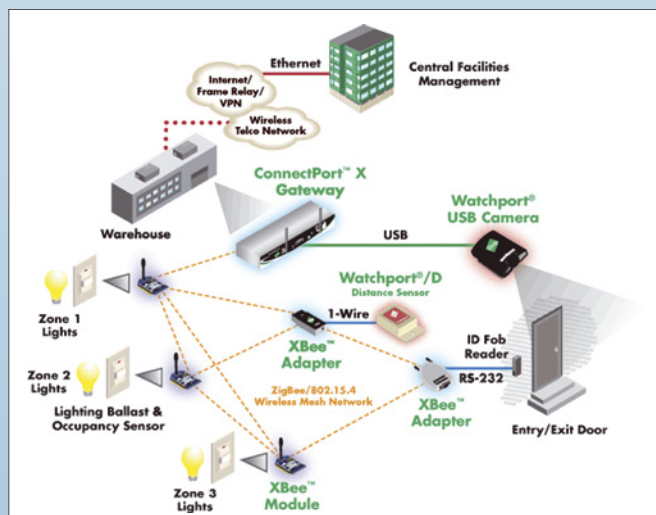 Ethernet
Central Facilities
Management
Internet/
Frame Relay/
VPN
Wireless
Telco Network
ConnectPort™ X
Gateway
Warehouse
Watchport®
USB Camera
USB
Watchport®/D
Distance Sensor
1-Wire
Zone 1
Lights
XBee™
Adapter
ID Fob
Reader
RS-232
Zone 2
Lights
Lighting Ballast &
Occupancy Sensor
ZigBee/802.15.4
Wireless Mesh Network
XBee™
Adapter
Entry/Exit Door
Zone 3
Lights
XBee™
Module